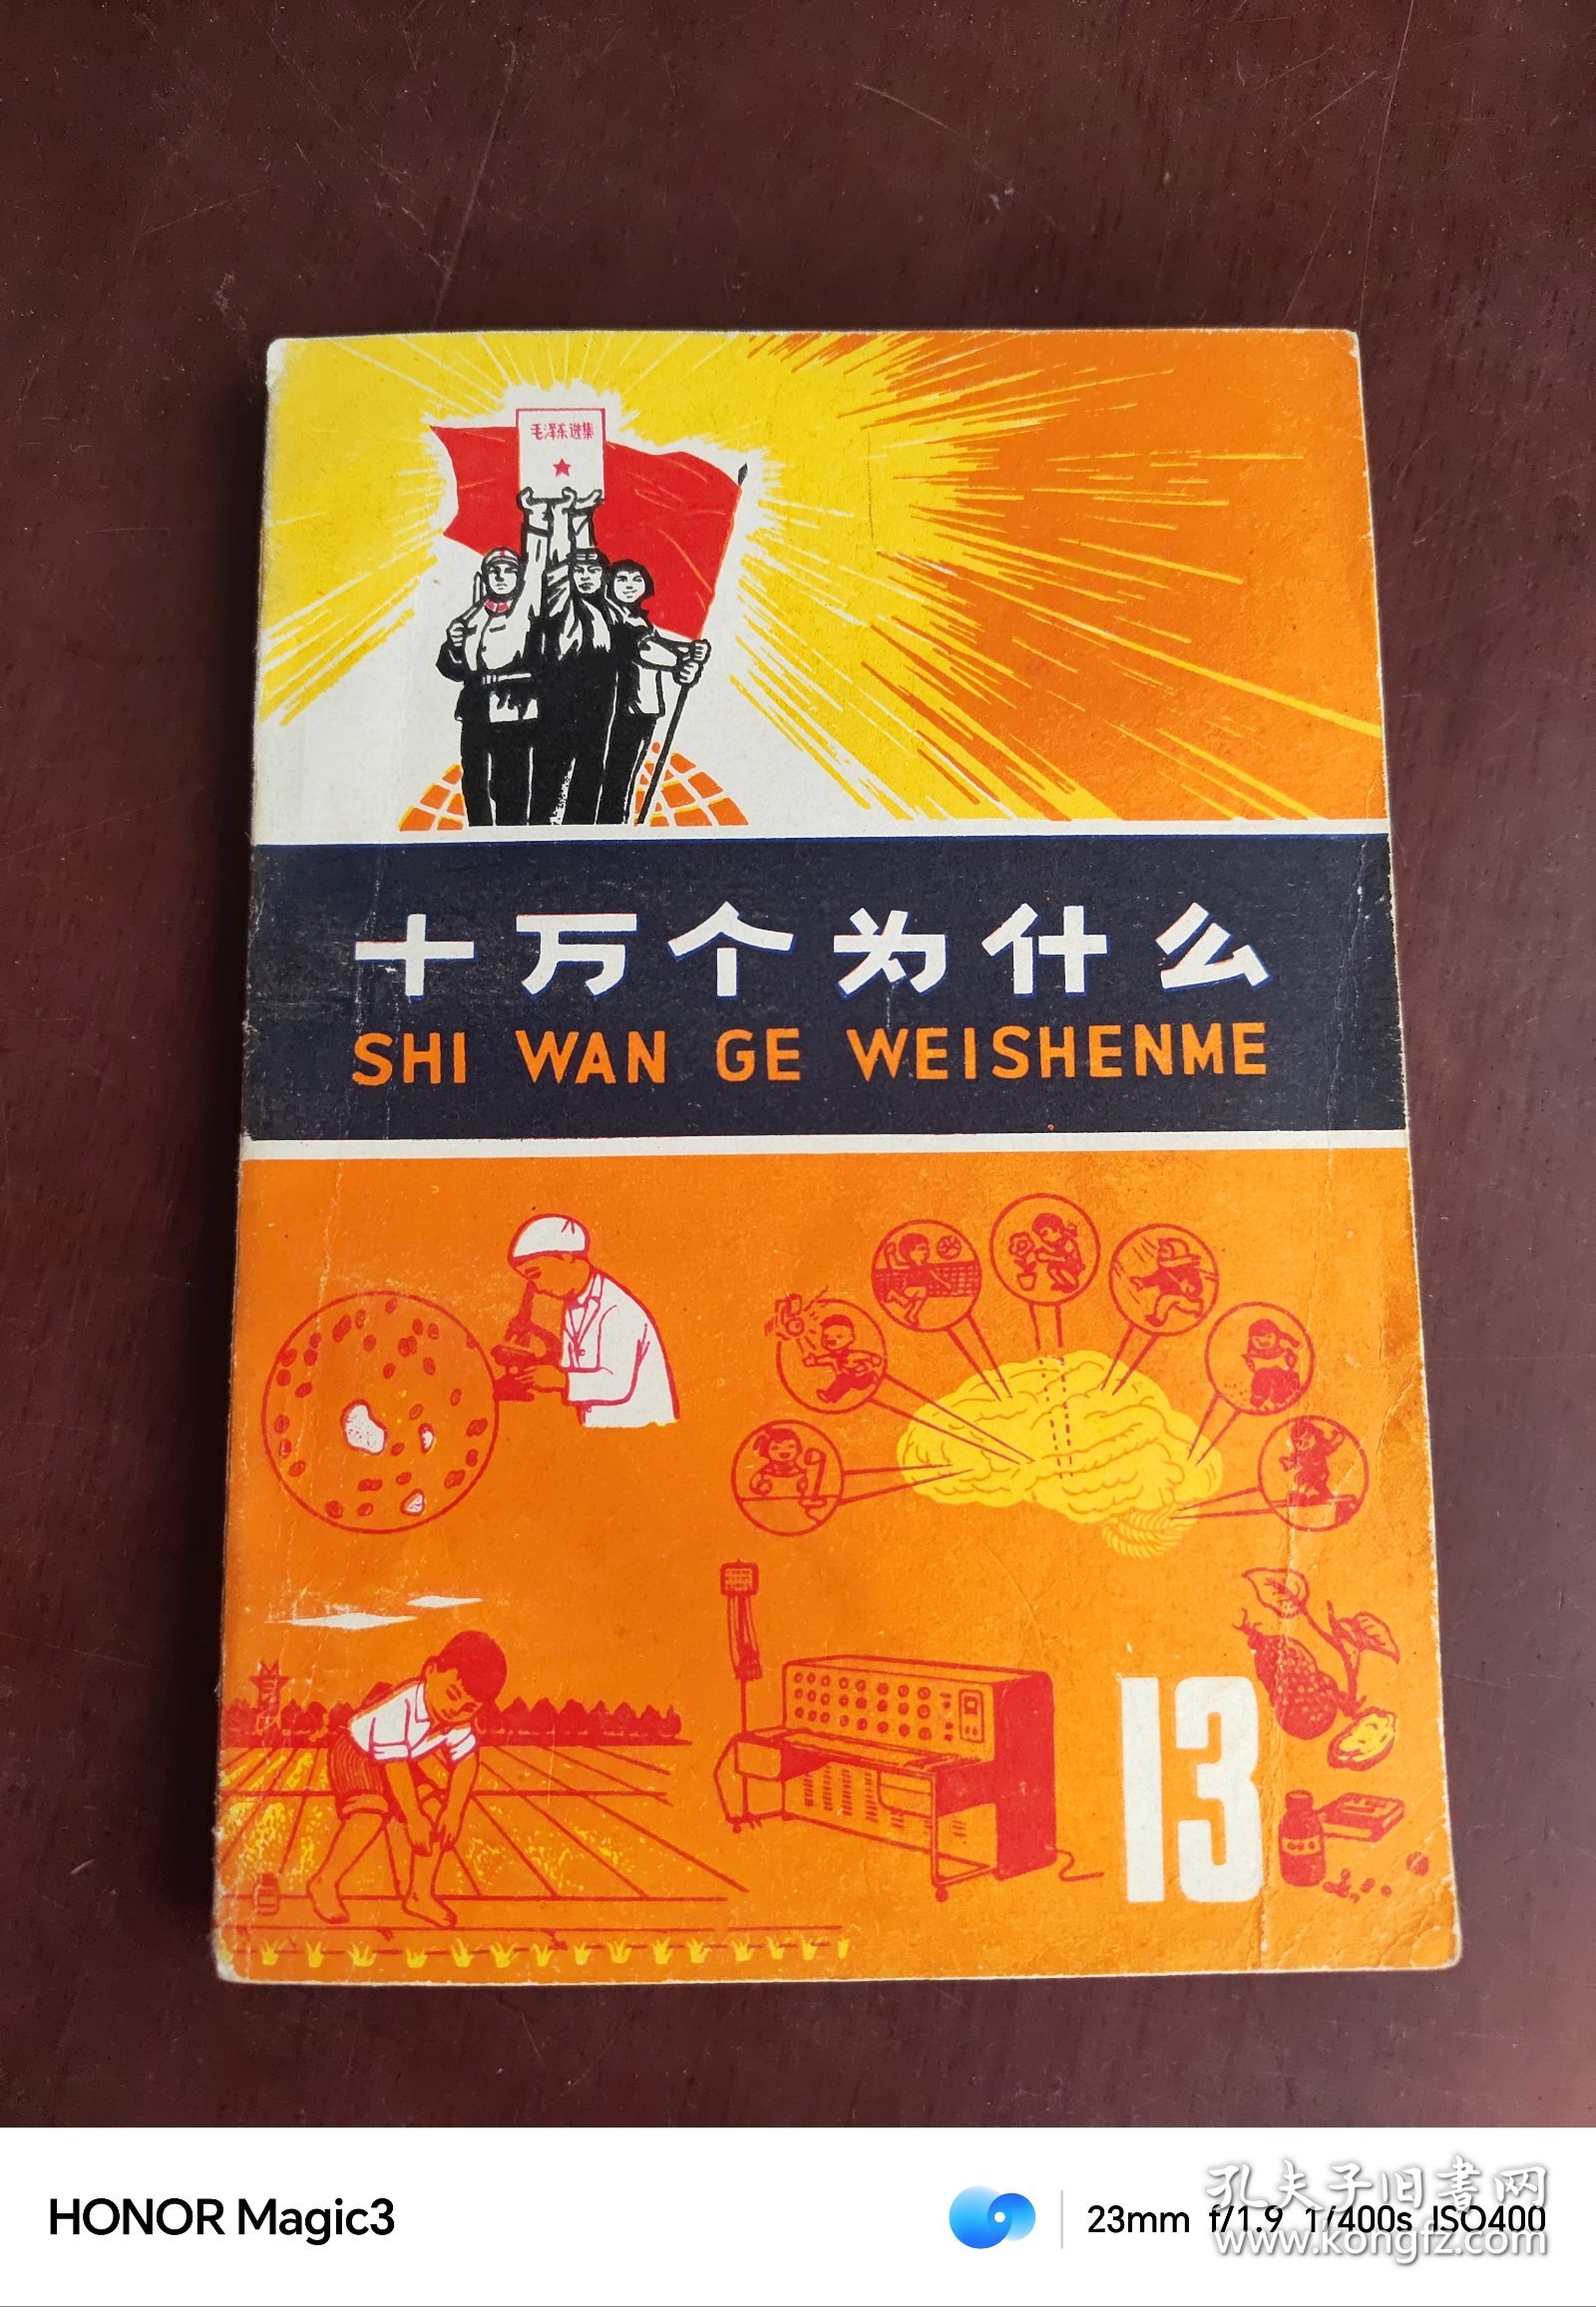 毛泽东选集
十万个为什么
SHI WAN GE WEISHENME
13
HONOR Magic3
23mm f/1.9 1/400s ISO400
孔夫子旧書网
www.kongfz.com